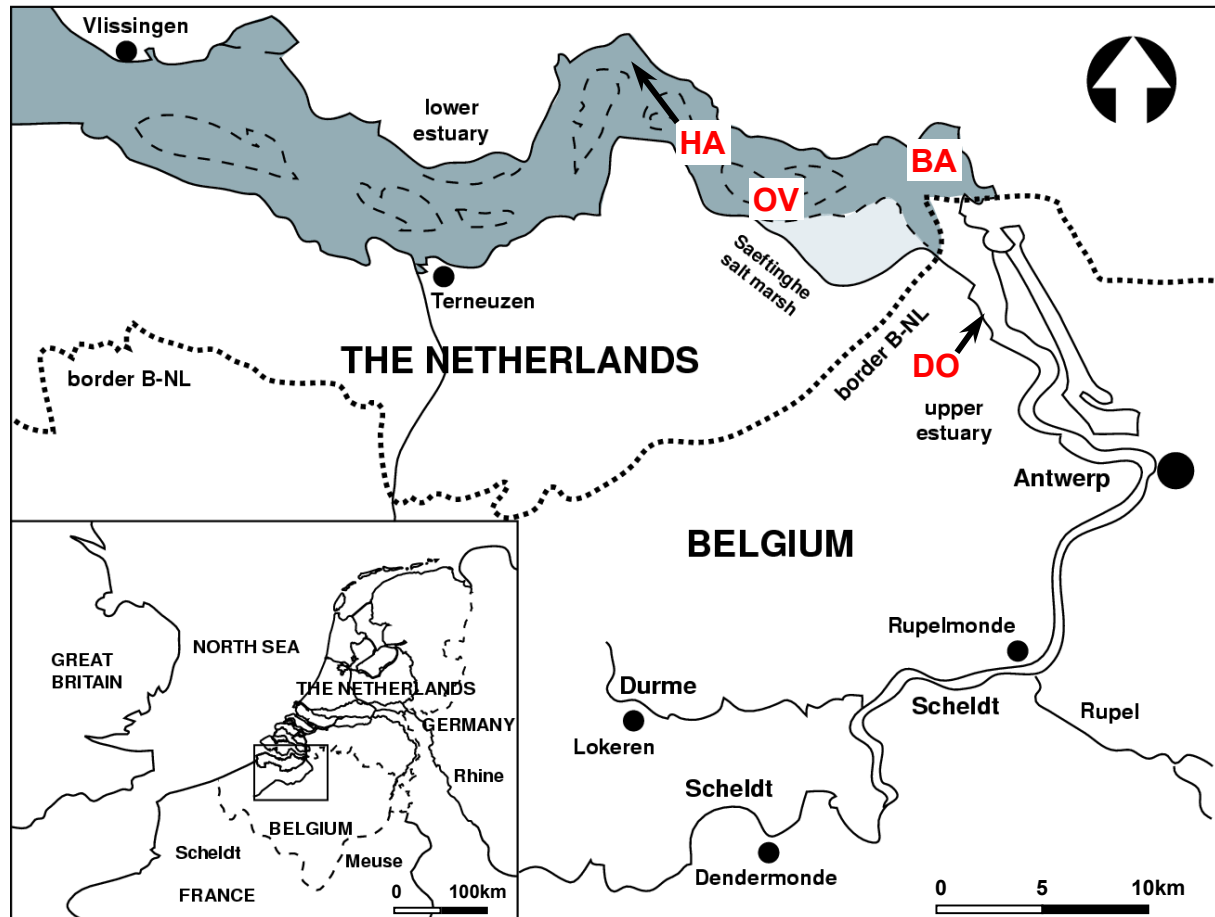 Vlissingen
lower
estuary
HA
BA
OV
Saeftinghe
salt marsh
Terneuzen
border B-NL
THE NETHERLANDS
border B-NL
DO
upper
estuary
Antwerp
BELGIUM
Rupelmonde
Durme
Scheldt
Rupel
Lokeren
Scheldt
Dendermonde
0 5 10km
NORTH SEA
GREAT
BRITAIN
THE NETHERLANDS
GERMANY
Rhine
BELGIUM
Scheldt
Meuse
FRANCE
0 100km